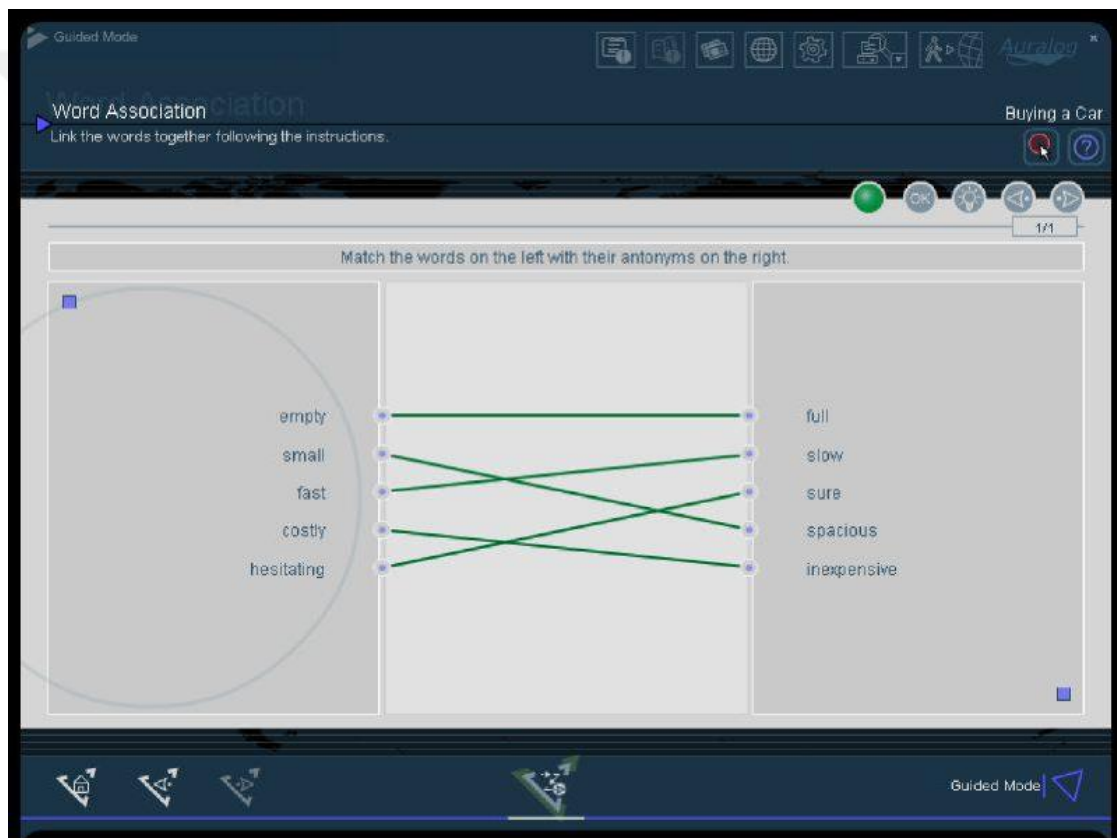 Guided Mode
Auralog
Word Association
Buying a Car
Link the words together following the instructions.
OK
1/1
Match the words on the left with their antonyms on the right.
empty full
small slow
fast sure
costly spacious
hesitating inexpensive
Guided Mode